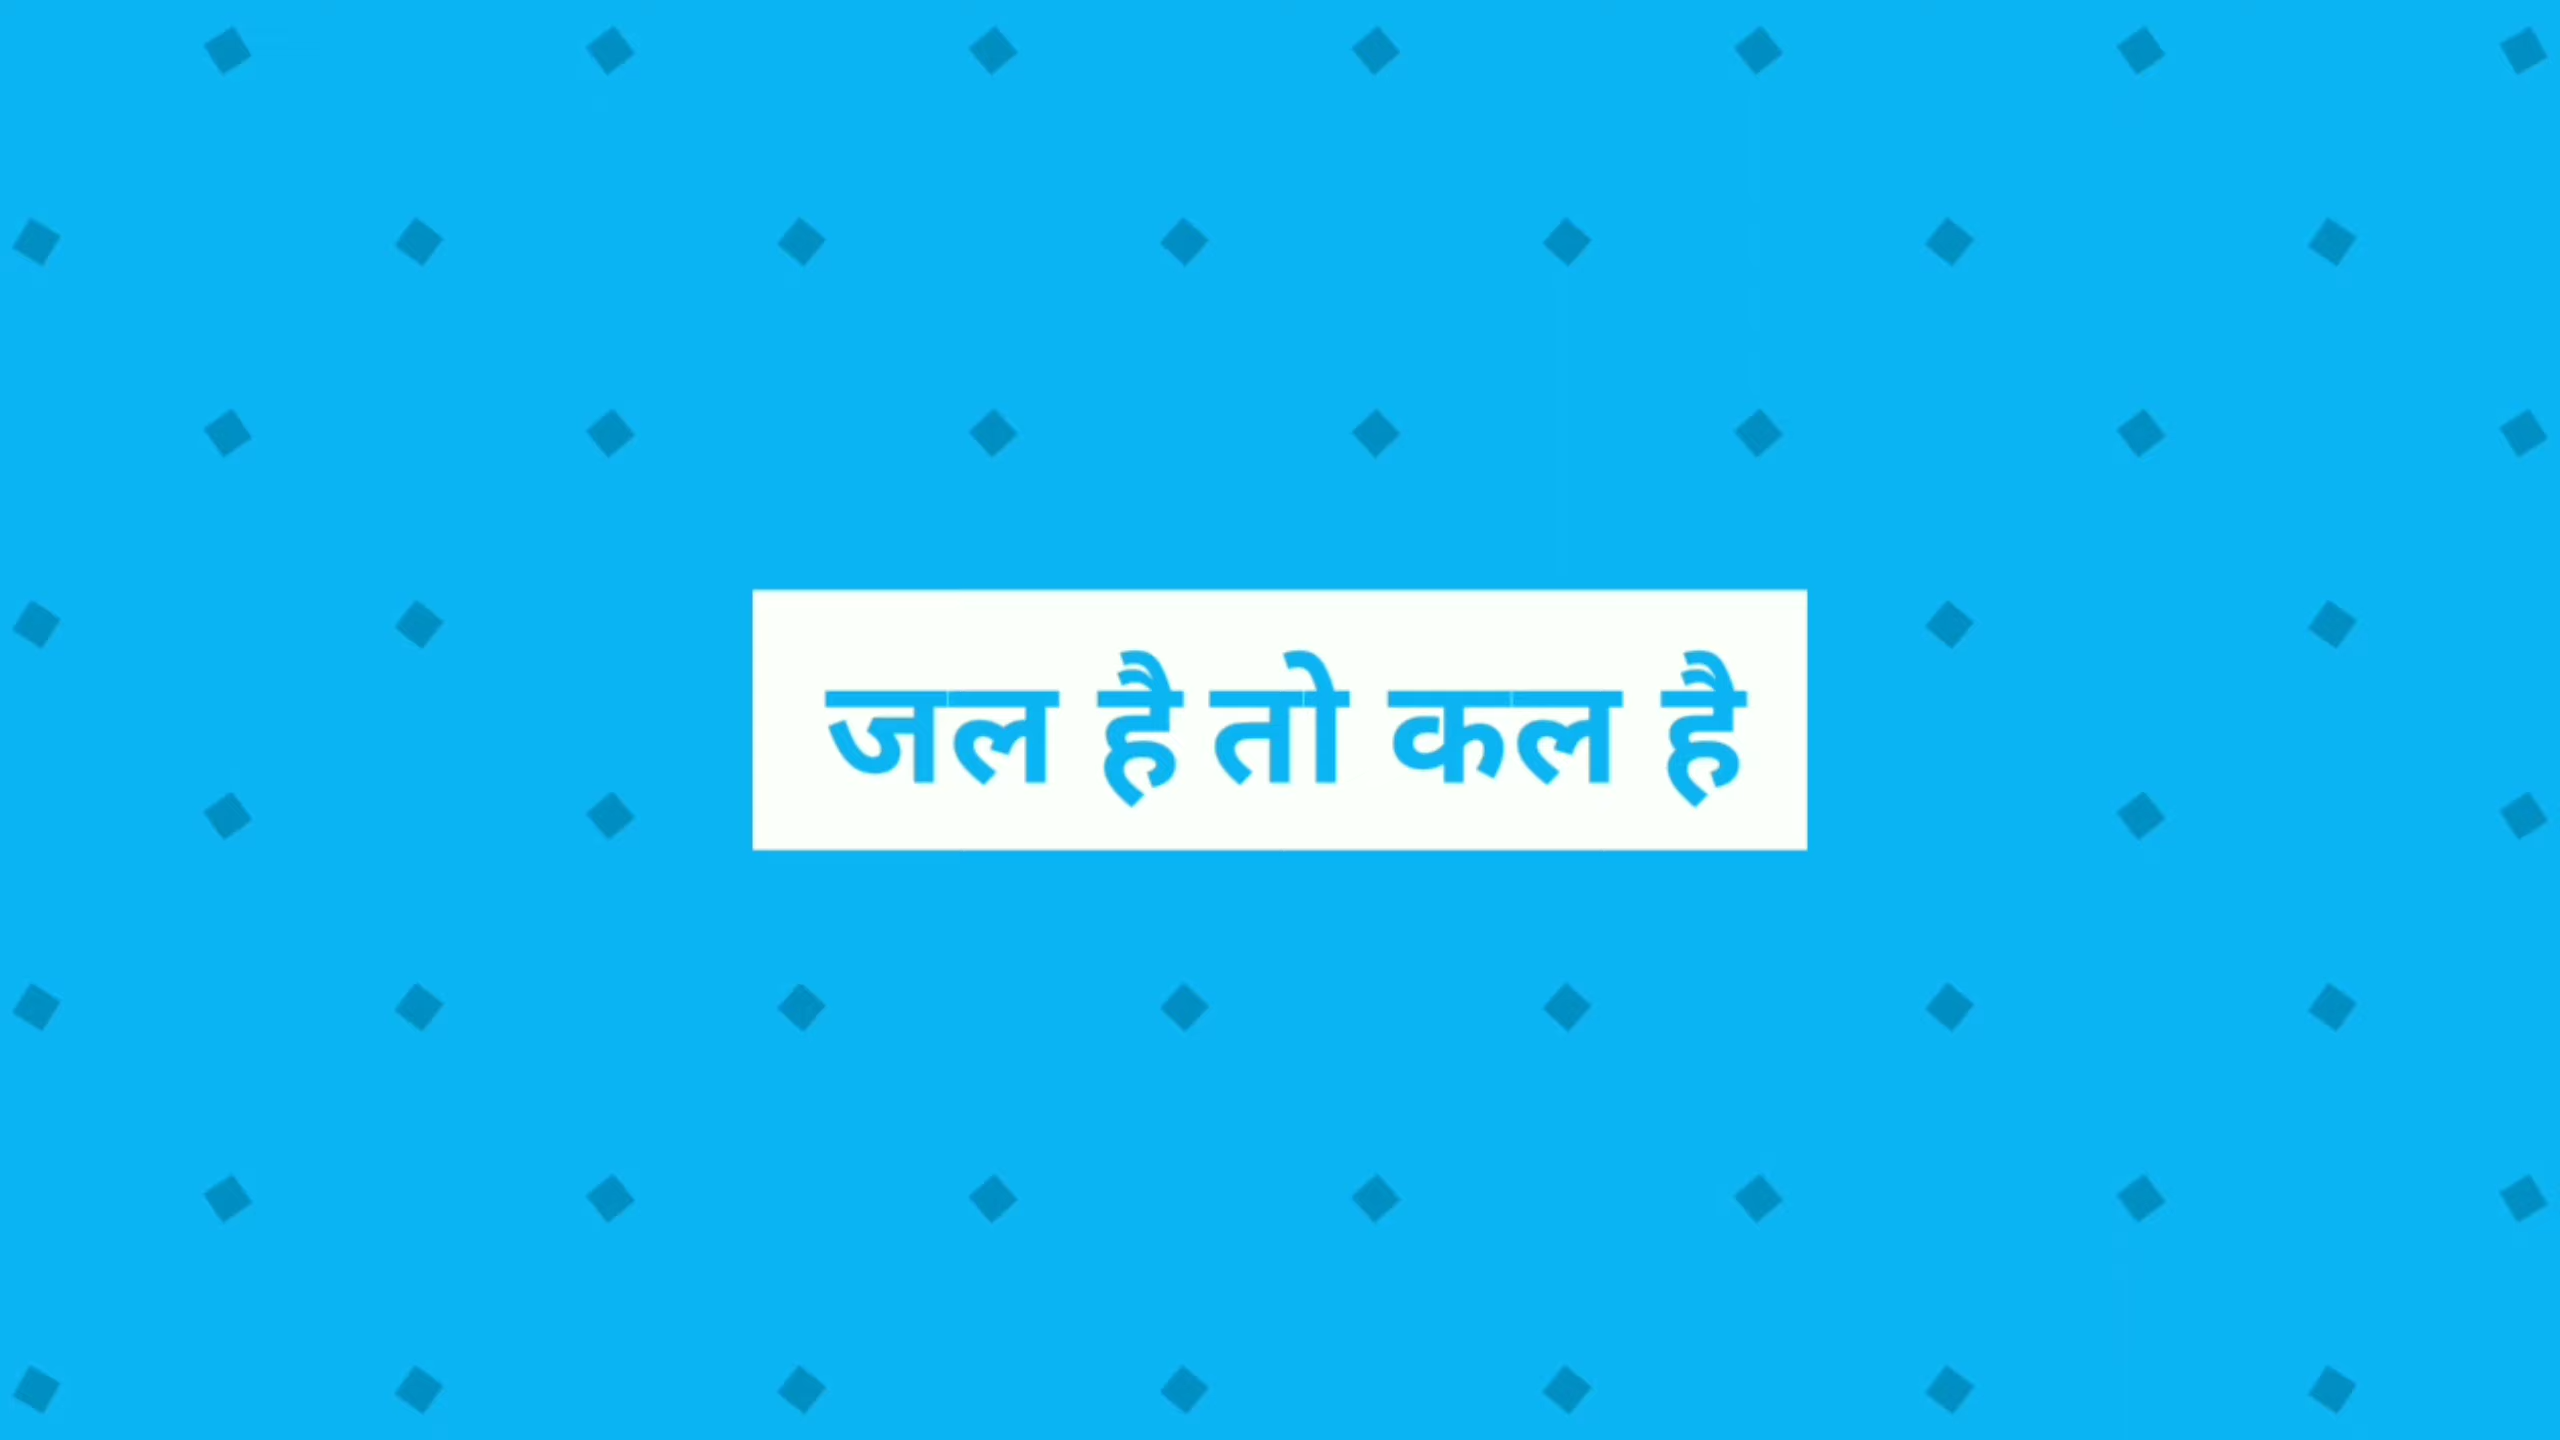 जल है तो कल है